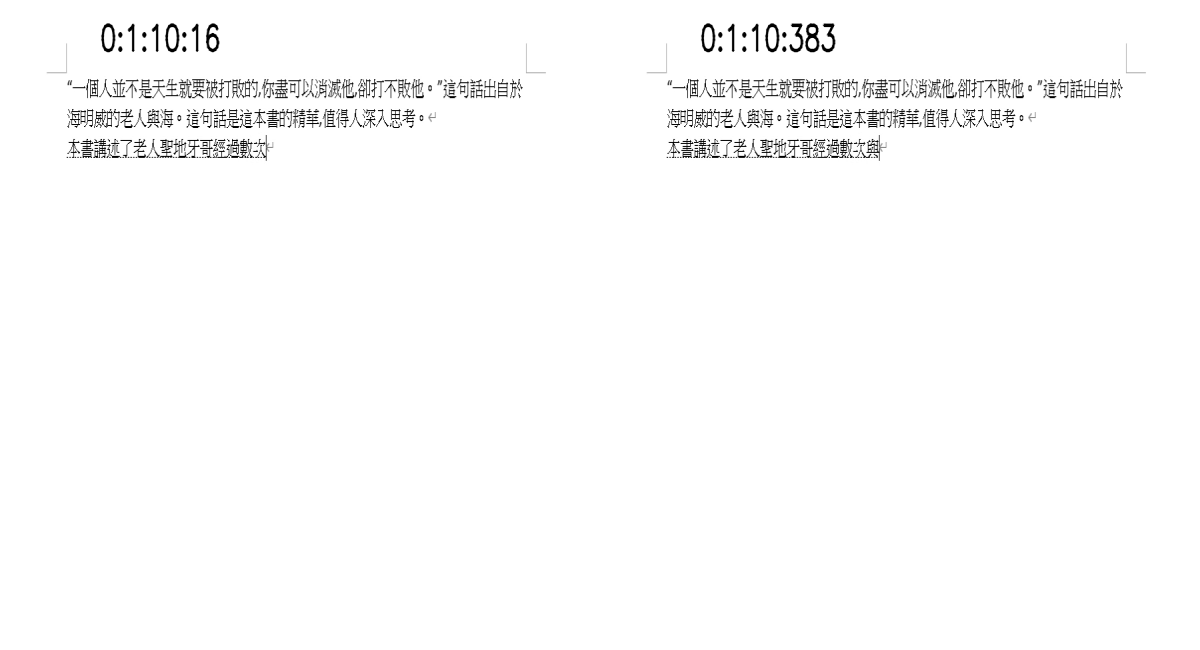 0:1:10:16
“一個人並不是天生就要被打敗的,你盡可以消滅他,卻打不敗他。”這句話出自於
海明威的老人與海。這句話是這本書的精華,值得人深入思考。
本書講述了老人聖地牙哥經過數次
0:1:10:383
“一個人並不是天生就要被打敗的,你盡可以消滅他,卻打不敗他。”這句話出自於
海明威的老人與海。這句話是這本書的精華,值得人深入思考。
本書講述了老人聖地牙哥經過數次與